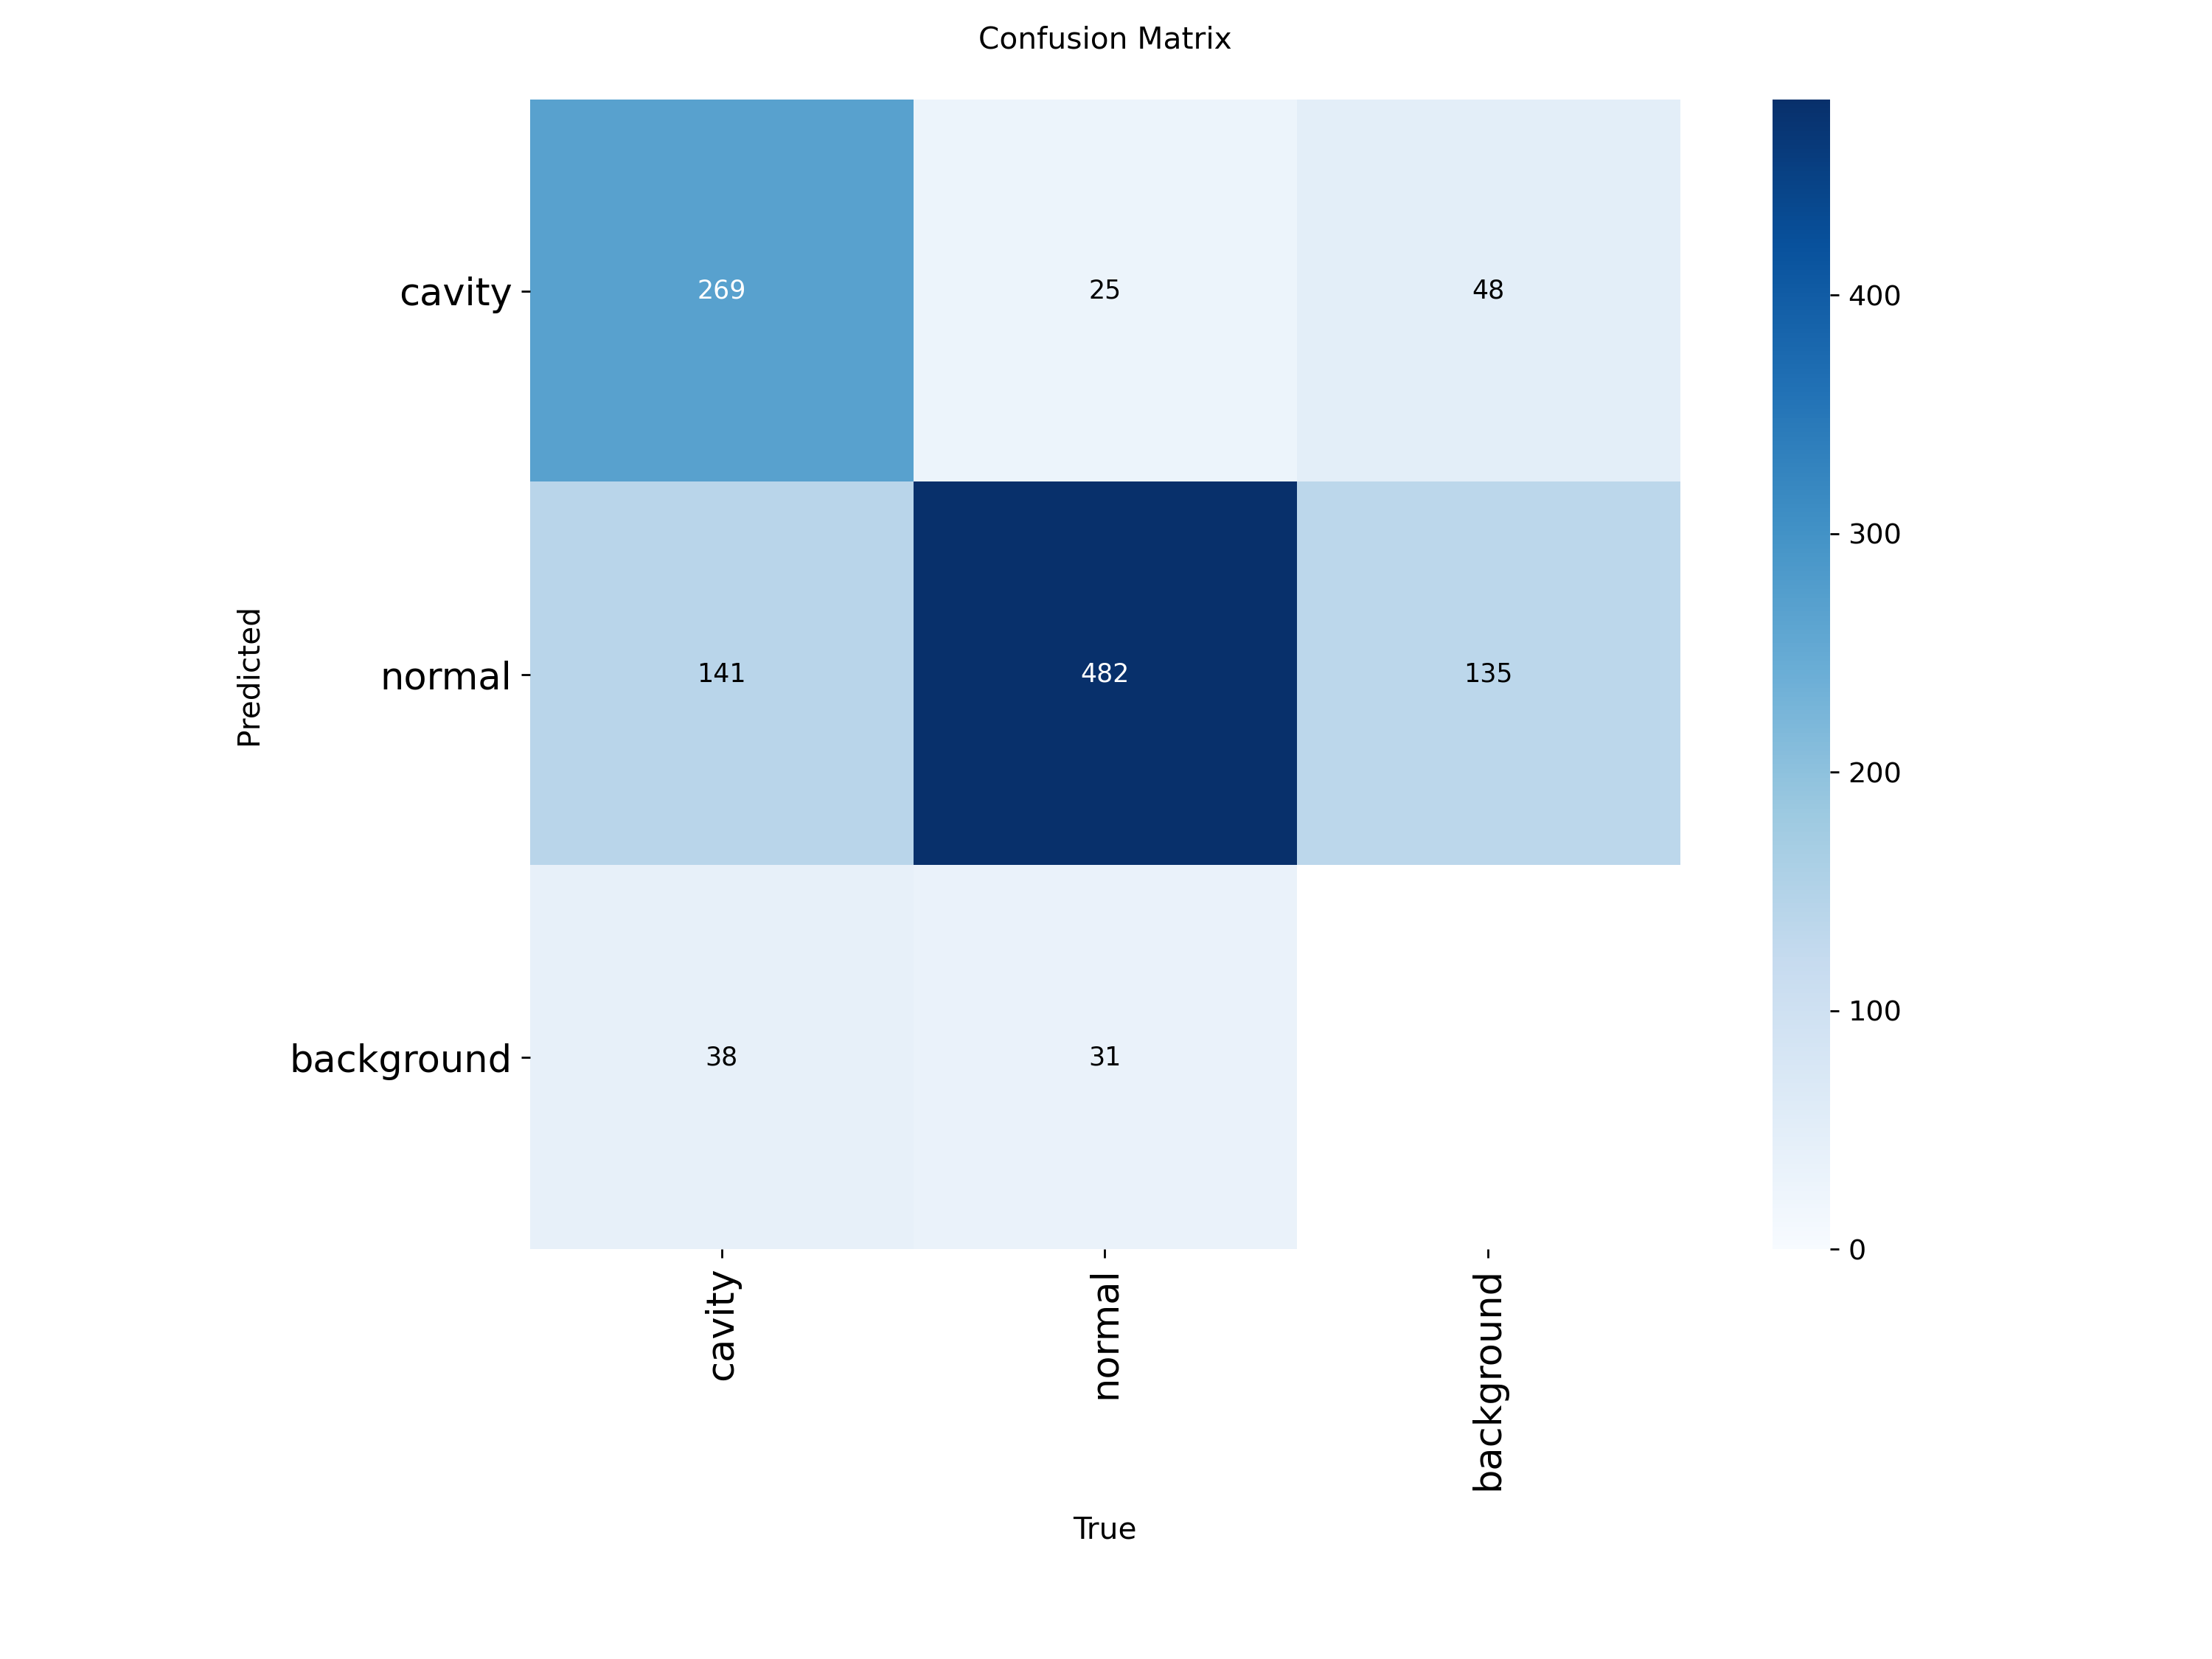 Confusion Matrix
cavity
269
25
48
400
300
Predicted
normal
141
482
135
200
100
background
38
31
0
cavity
normal
background
True